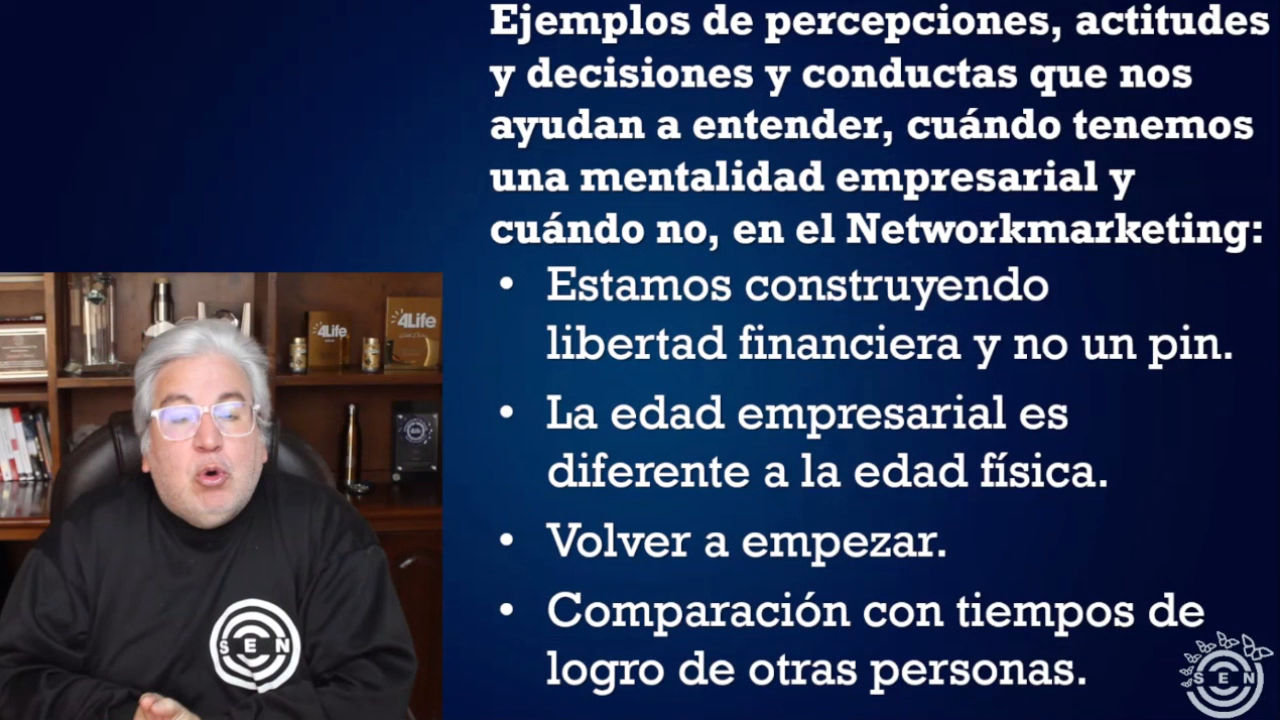 Ejemplos de percepciones, actitudes
y decisiones y conductas que nos
ayudan a entender, cuándo tenemos
una mentalidad empresarial y
cuándo no, en el Networkmarketing:
• Estamos construyendo
libertad financiera y no un pin.
• La edad empresarial es
diferente a la edad física.
• Volver a empezar.
• Comparación con tiempos de
logro de otras personas.
4Life
4Life
SEN
SEN